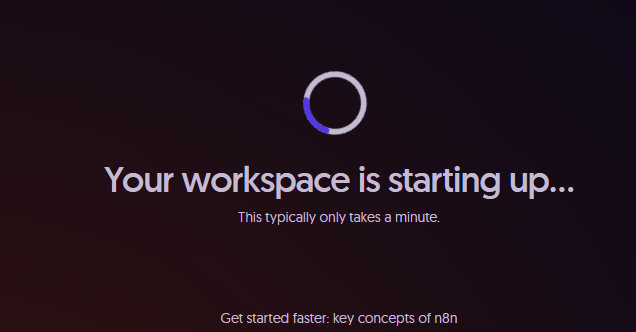 Your workspace is starting up...
This typically only takes a minute.
Get started faster: key concepts of n8n